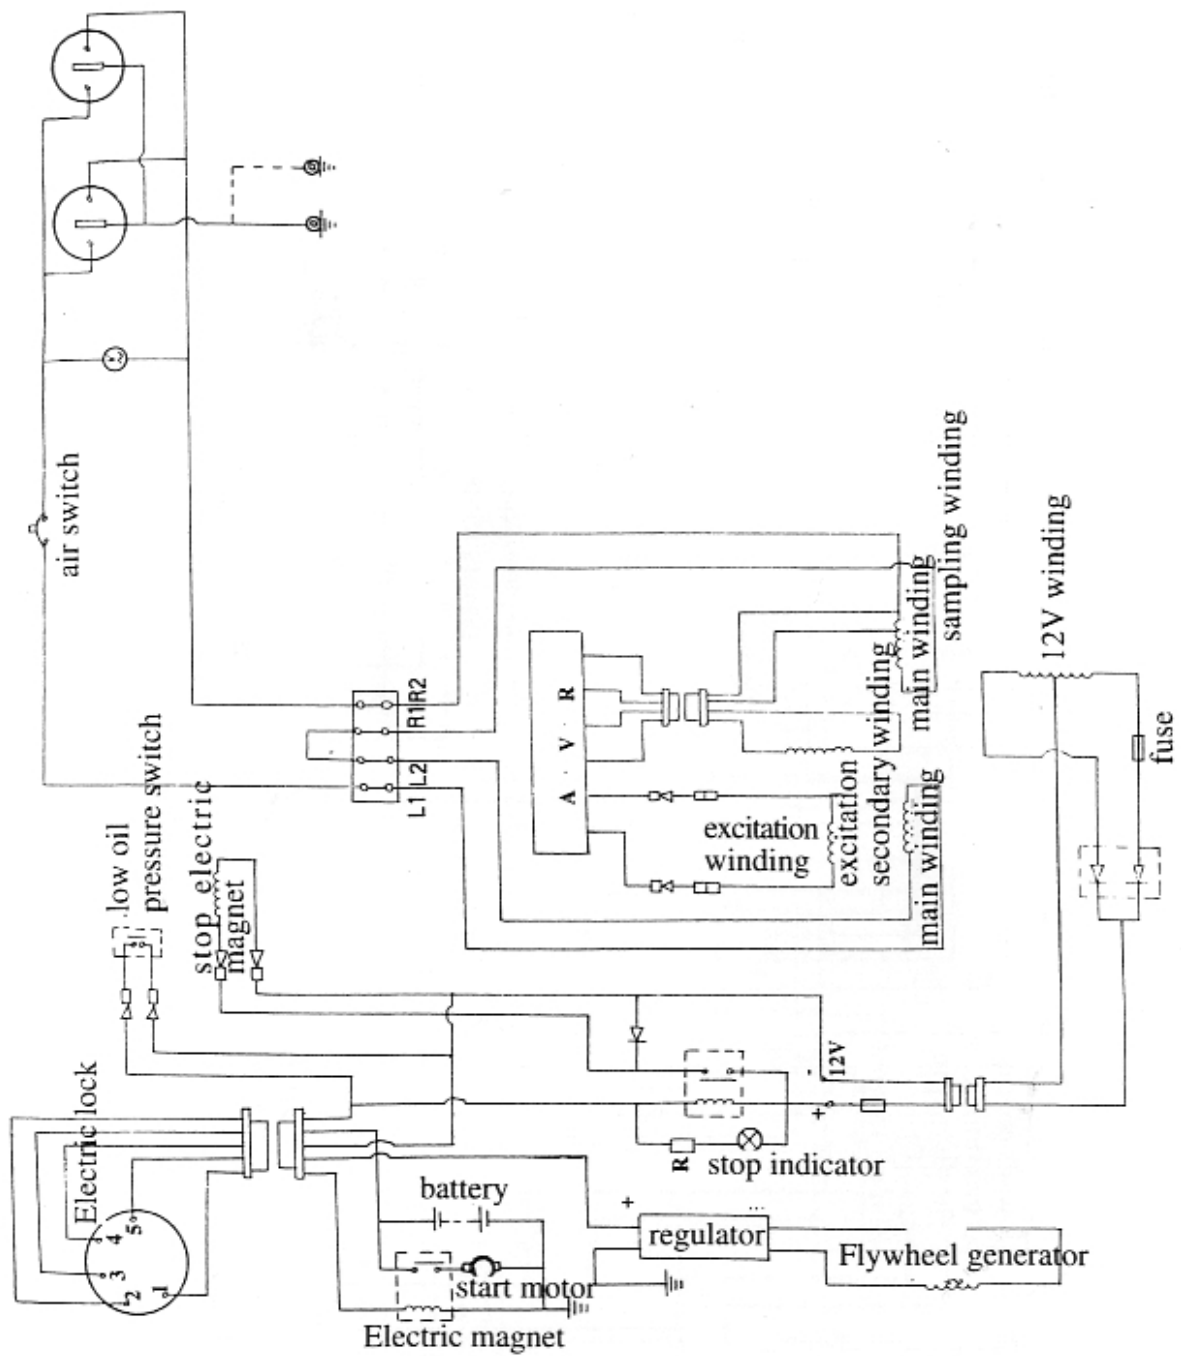 air switch
sampling winding
main winding
12V winding
R1R2
L1 L2
A . V . R
winding
secondary
excitation
excitation
winding
main winding
fuse
low oil
pressure switch
stop electric
magnet
Electric lock
- 12V
+
R
stop indicator
1
2
3
4
5
battery
+
...
regulator
Flywheel generator
start motor
Electric magnet